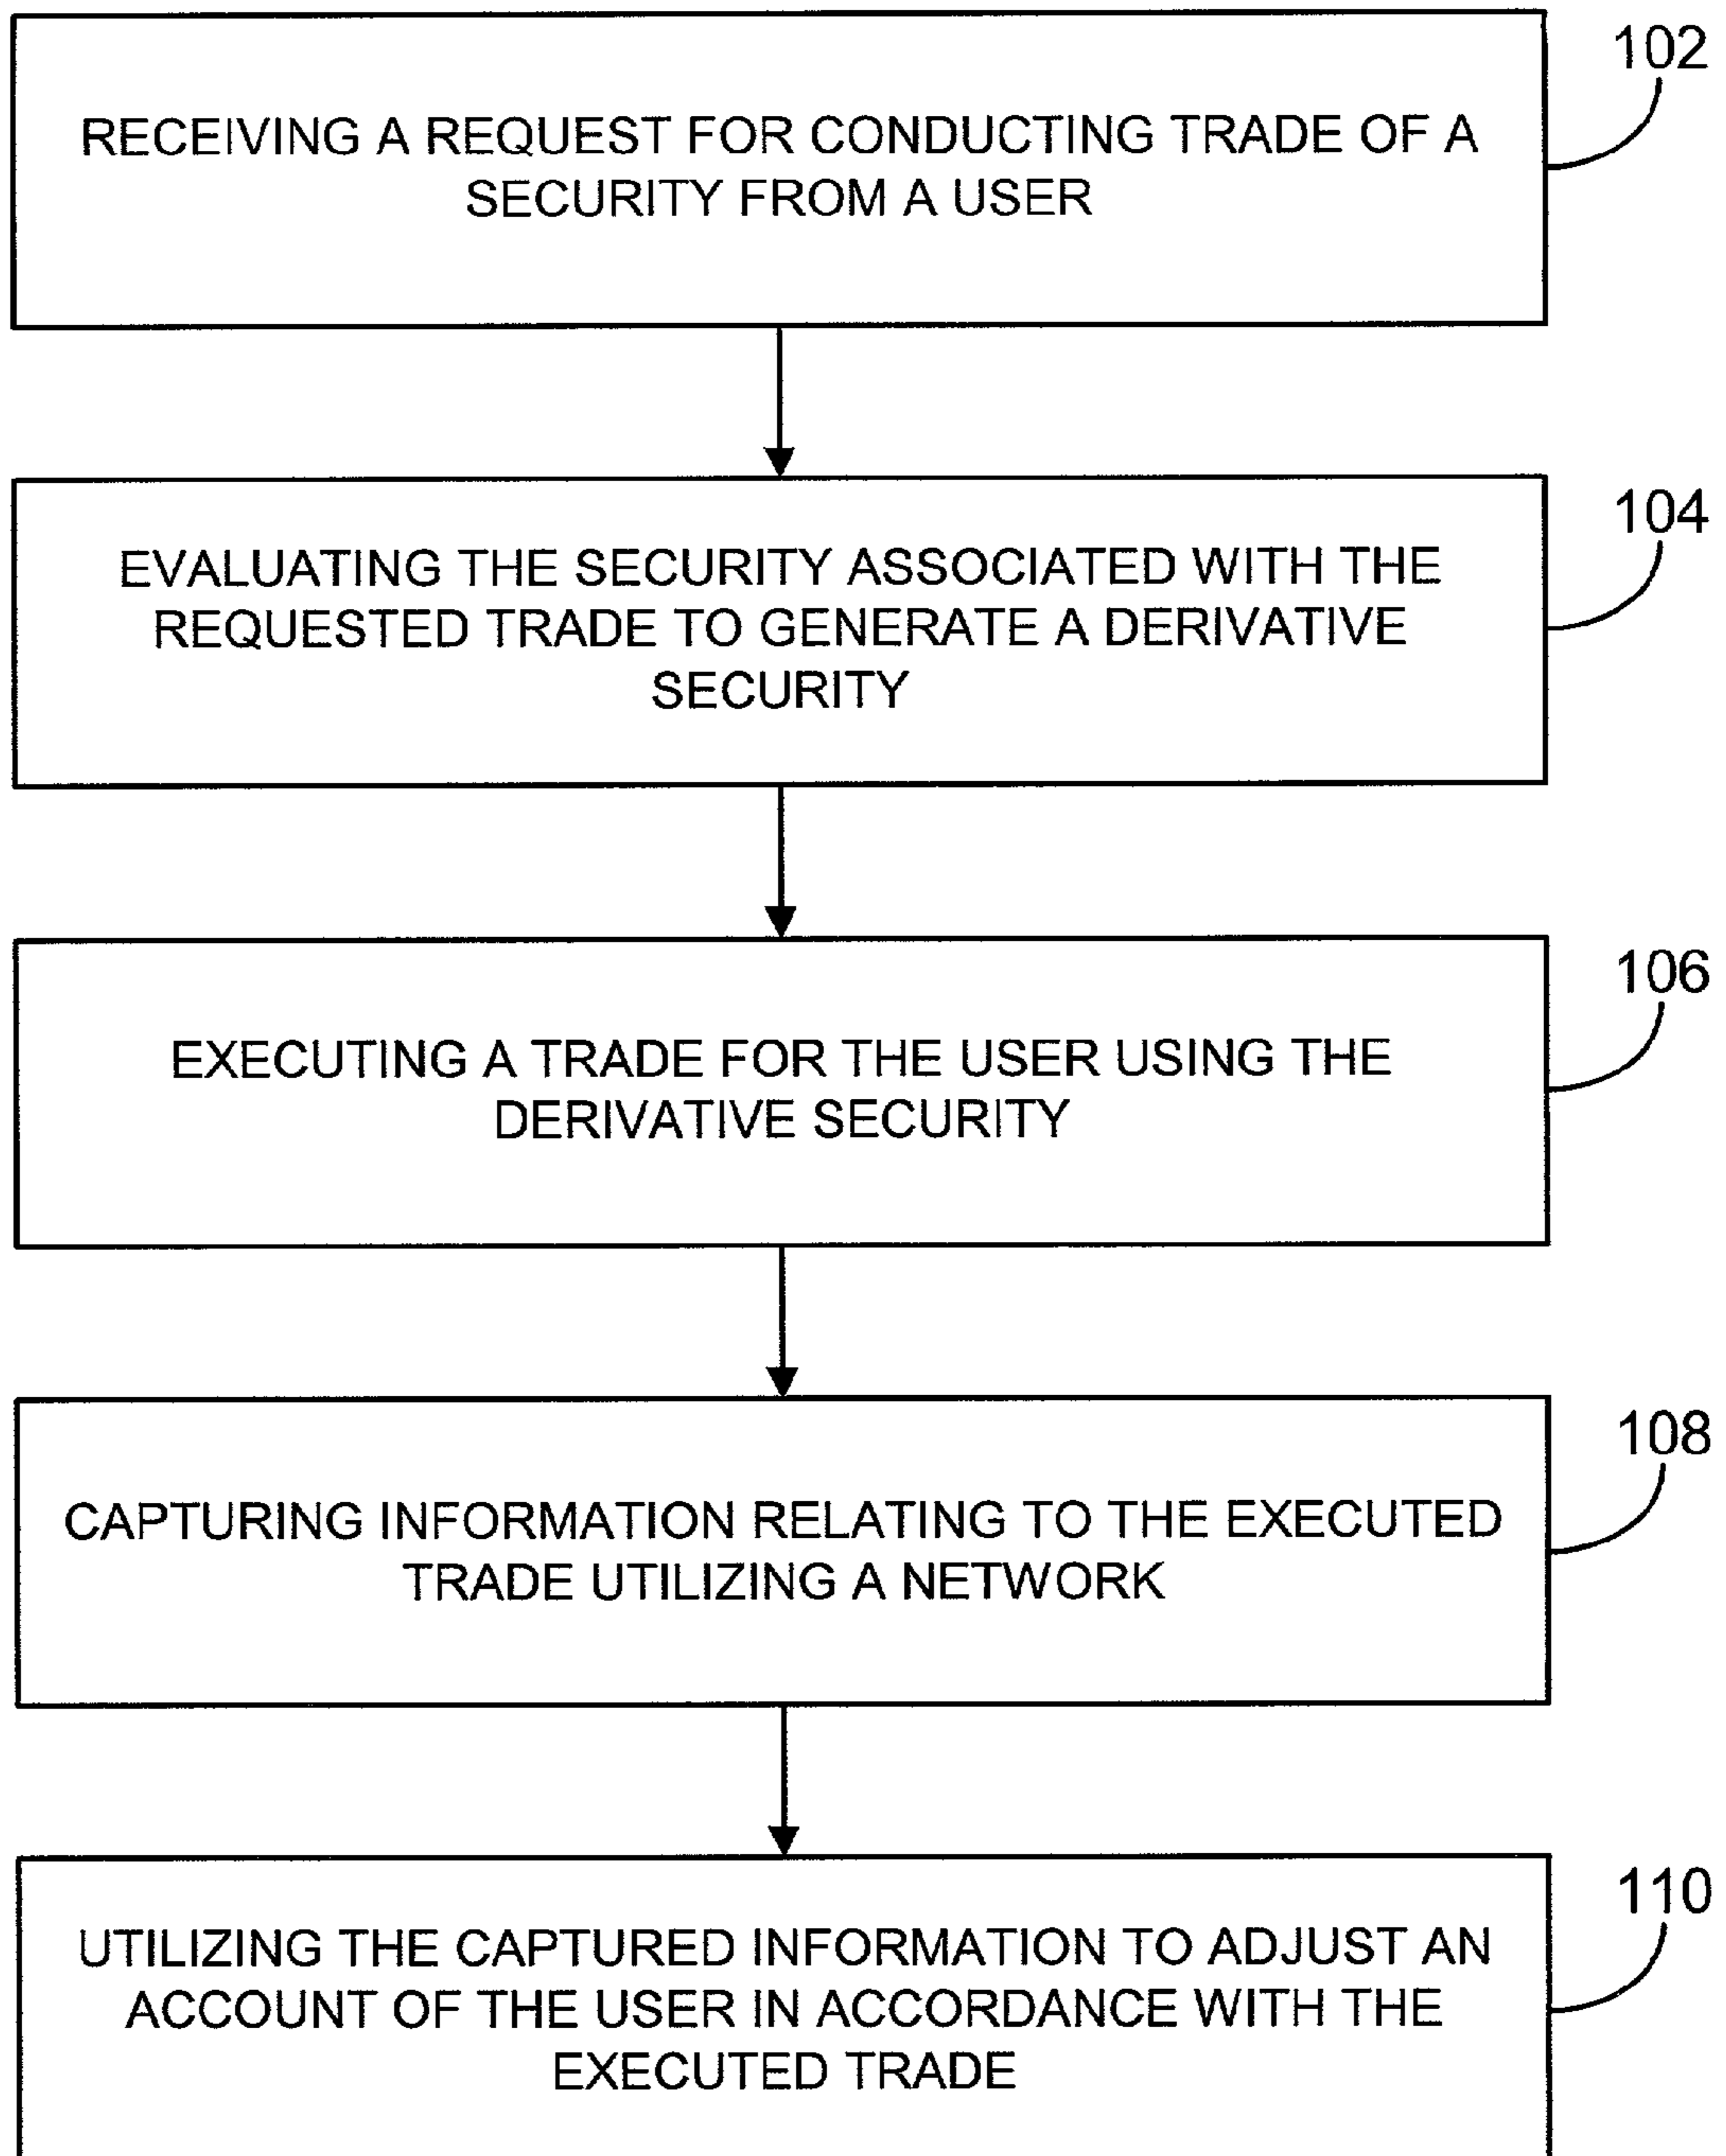 102
RECEIVING A REQUEST FOR CONDUCTING TRADE OF A
SECURITY FROM A USER
104
EVALUATING THE SECURITY ASSOCIATED WITH THE
REQUESTED TRADE TO GENERATE A DERIVATIVE
SECURITY
106
EXECUTING A TRADE FOR THE USER USING THE
DERIVATIVE SECURITY
108
CAPTURING INFORMATION RELATING TO THE EXECUTED
TRADE UTILIZING A NETWORK
110
UTILIZING THE CAPTURED INFORMATION TO ADJUST AN
ACCOUNT OF THE USER IN ACCORDANCE WITH THE
EXECUTED TRADE